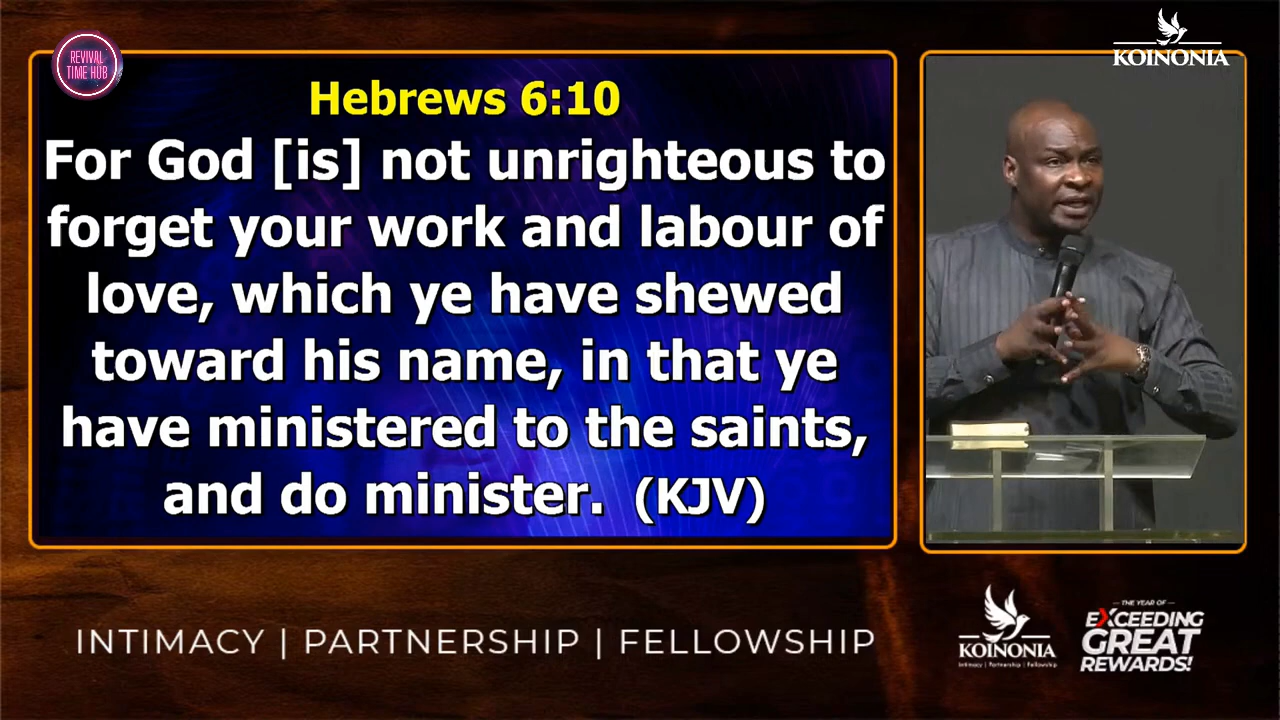 REVIVAL
TIME HUB
KOINONIA
Hebrews 6:10
For God [is] not unrighteous to
forget your work and labour of
love, which ye have shewed
toward his name, in that ye
have ministered to the saints,
and do minister. (KJV)
INTIMACY | PARTNERSHIP | FELLOWSHIP
KOINONIA
Intimacy | Partnership | Fellowship
THE YEAR OF
EXCEEDING
GREAT
REWARDS!